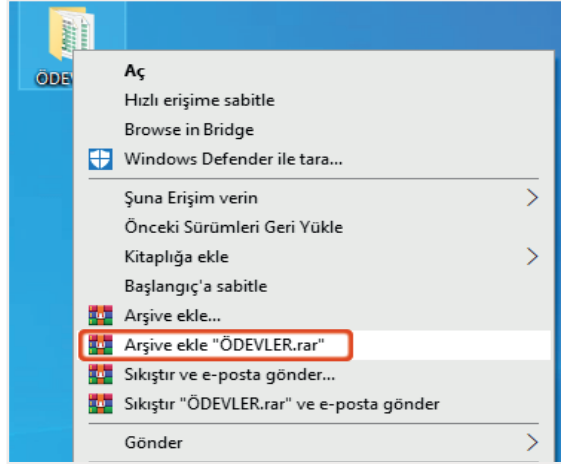 Aç
Hızlı erişime sabitle
Browse in Bridge
Windows Defender ile tara...
Şuna Erişim verin
Önceki Sürümleri Geri Yükle
Kitaplığa ekle
Başlangıç'a sabitle
Arşive ekle...
Arşive ekle "ÖDEVLER.rar"
Sıkıştır ve e-posta gönder...
Sıkıştır "ÖDEVLER.rar" ve e-posta gönder
Gönder